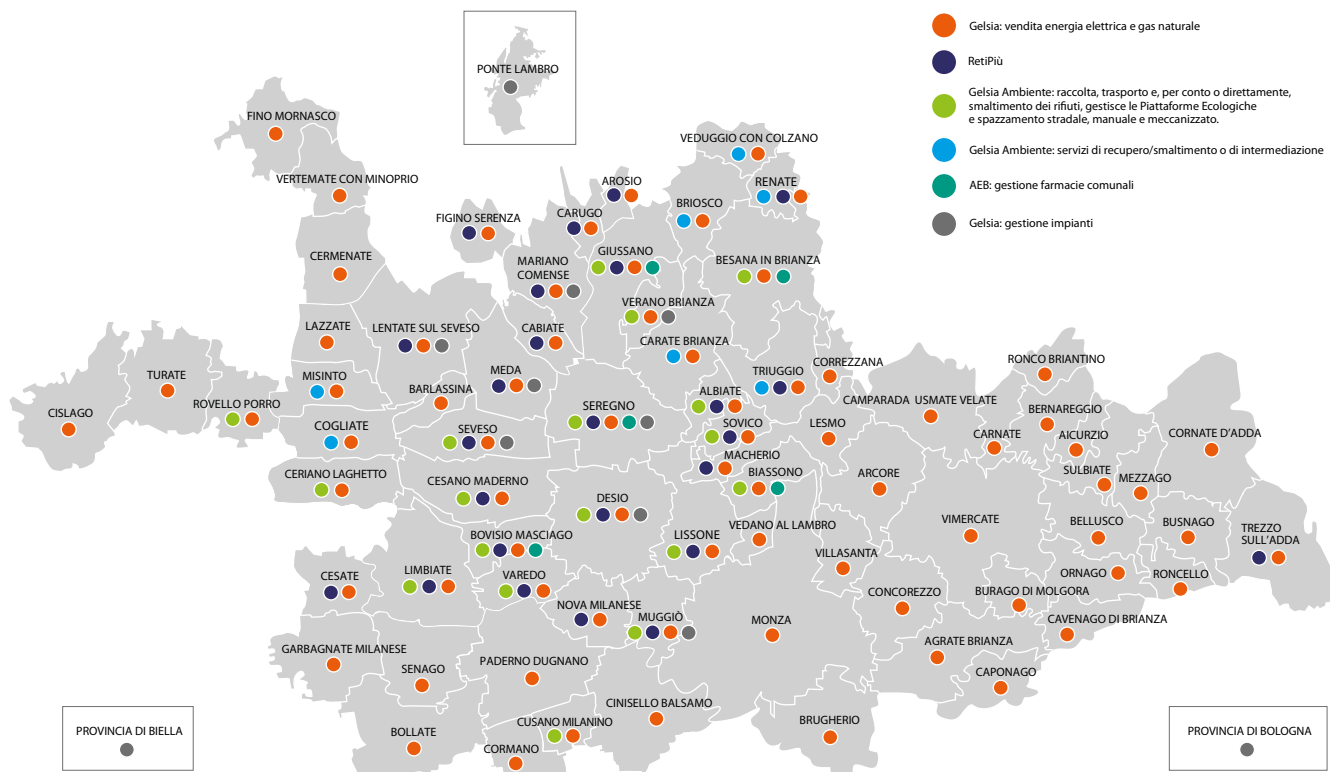 Gelsia: vendita energia elettrica e gas naturale
RetiPiù
Gelsia Ambiente: raccolta, trasporto e, per conto o direttamente,
smaltimento dei rifiuti, gestisce le Piattaforme Ecologiche
e spazzamento stradale, manuale e meccanizzato.
Gelsia Ambiente: servizi di recupero/smaltimento o di intermediazione
AEB: gestione farmacie comunali
Gelsia: gestione impianti
PONTE LAMBRO
FINO MORNASCO
VEDUGGIO CON COLZANO
VERTEMATE CON MINOPRIO
AROSIO
RENATE
BRIOSCO
CARUGO
FIGINO SERENZA
GIUSSANO
CERMENATE
MARIANO
COMENSE
BESANA IN BRIANZA
VERANO BRIANZA
LAZZATE
LENTATE SUL SEVESO
CABIATE
CARATE BRIANZA
RONCO BRIANTINO
CORREZZANA
TURATE
MISINTO
MEDA
TRIUGGIO
BARLASSINA
ALBIATE
CAMPARADA
USMATE VELATE
ROVELLO PORRO
SEREGNO
BERNAREGGIO
CISLAGO
COGLIATE
SEVESO
SOVICO
LESMO
CARNATE
AICURZIO
CORNATE D'ADDA
MACHERIO
CERIANO LAGHETTO
CESANO MADERNO
BIASSONO
ARCORE
SULBIATE
MEZZAGO
DESIO
VIMERCATE
BELLUSCO
BUSNAGO
TREZZO
SULL'ADDA
VEDANO AL LAMBRO
BOVISIO MASCIAGO
LISSONE
VILLASANTA
CESATE
LIMBIATE
VAREDO
ORNAGO
RONCELLO
CONCOREZZO
BURAGO DI MOLGORA
NOVA MILANESE
MUGGIÒ
MONZA
CAVENAGO DI BRIANZA
GARBAGNATE MILANESE
AGRATE BRIANZA
SENAGO
PADERNO DUGNANO
CAPONAGO
CINISELLO BALSAMO
CUSANO MILANINO
BRUGHERIO
BOLLATE
CORMANO
PROVINCIA DI BIELLA
PROVINCIA DI BOLOGNA